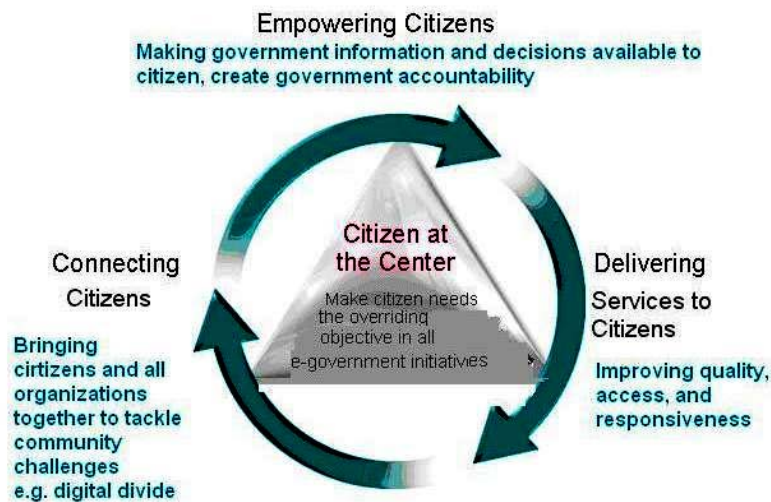 Empowering Citizens
Making government information and decisions available to
citizen, create government accountability
Citizen at
the Center
Make citizen needs
the overriding
objective in all
e-government initiatives
Connecting
Citizens
Bringing
cirtizens and all
organizations
together to tackle
community
challenges
e.g. digital divide
Delivering
Services to
Citizens
Improving quality,
access, and
responsiveness